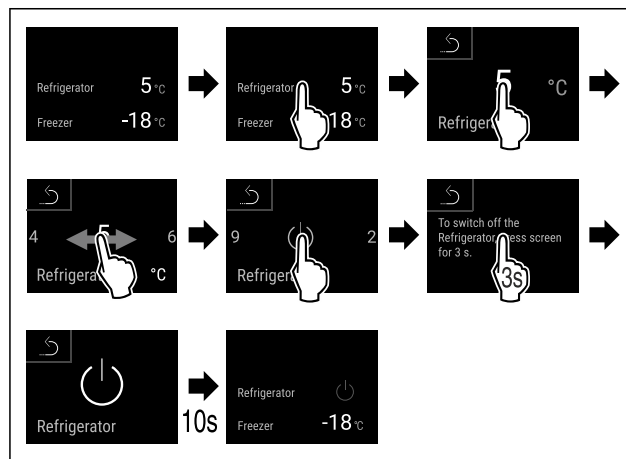 Refrigerator 5 °C
Freezer -18 °C
Refrigerator 5 °C
Freezer 18 °C
5 °C
Refriger
4 5 6
Refrigera °C
9 2
Refriger
To switch off the
Refrigerator, press screen
for 3 s.
3s
Refrigerator
10s
Refrigerator
Freezer -18 °C